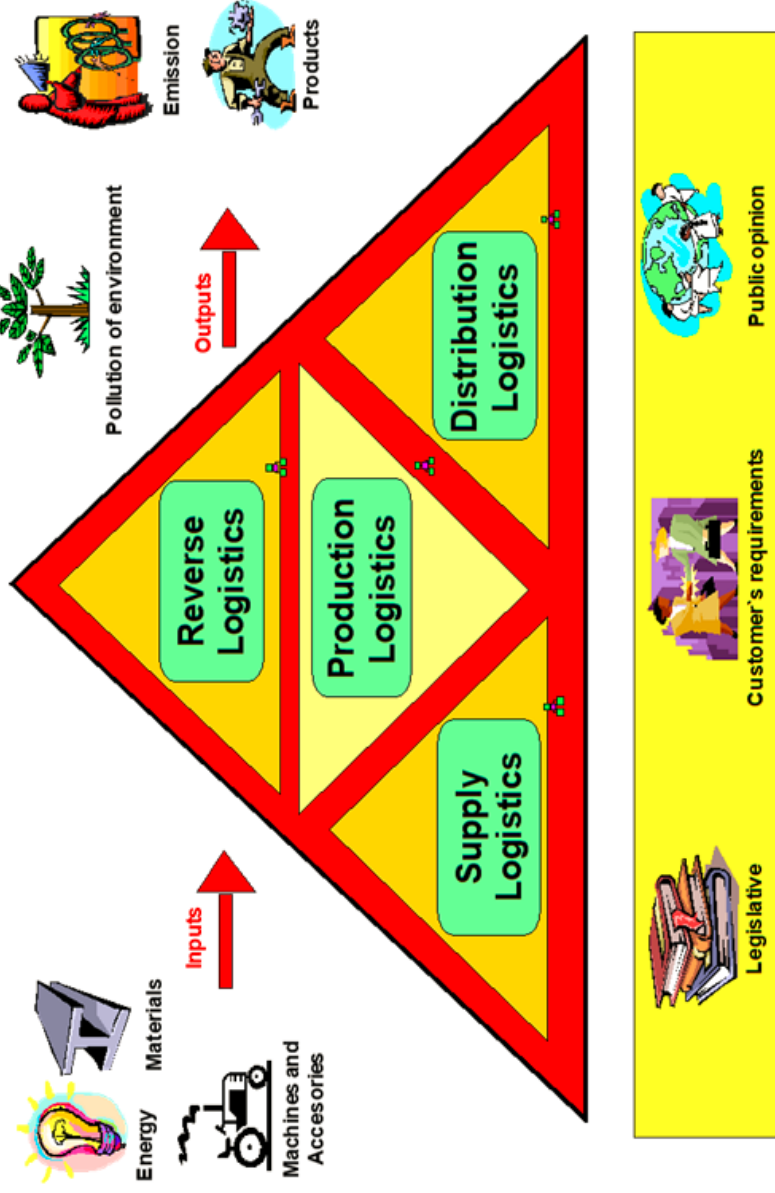 Energy
Materials
Machines and
Accesories
Inputs
Pollution of environment
Outputs
Emission
Products
Reverse
Logistics
Production
Logistics
Supply
Logistics
Distribution
Logistics
Legislative
Customer`s requirements
Public opinion